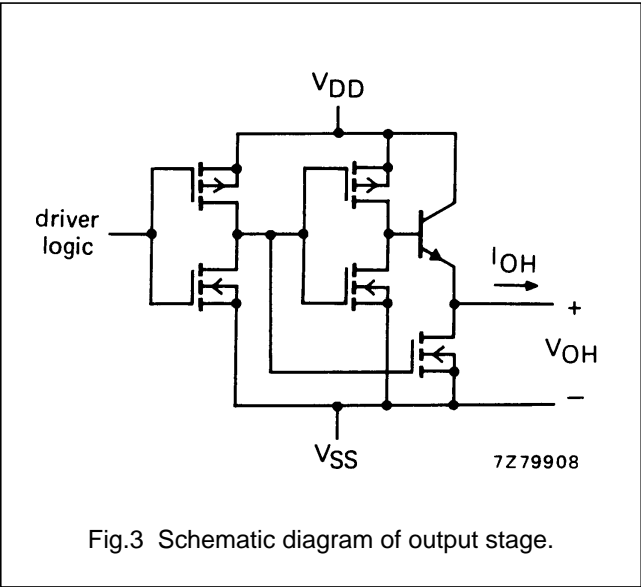 VDD
driver
logic
IOH
+
VOH
−
VSS
7Z79908
Fig.3 Schematic diagram of output stage.